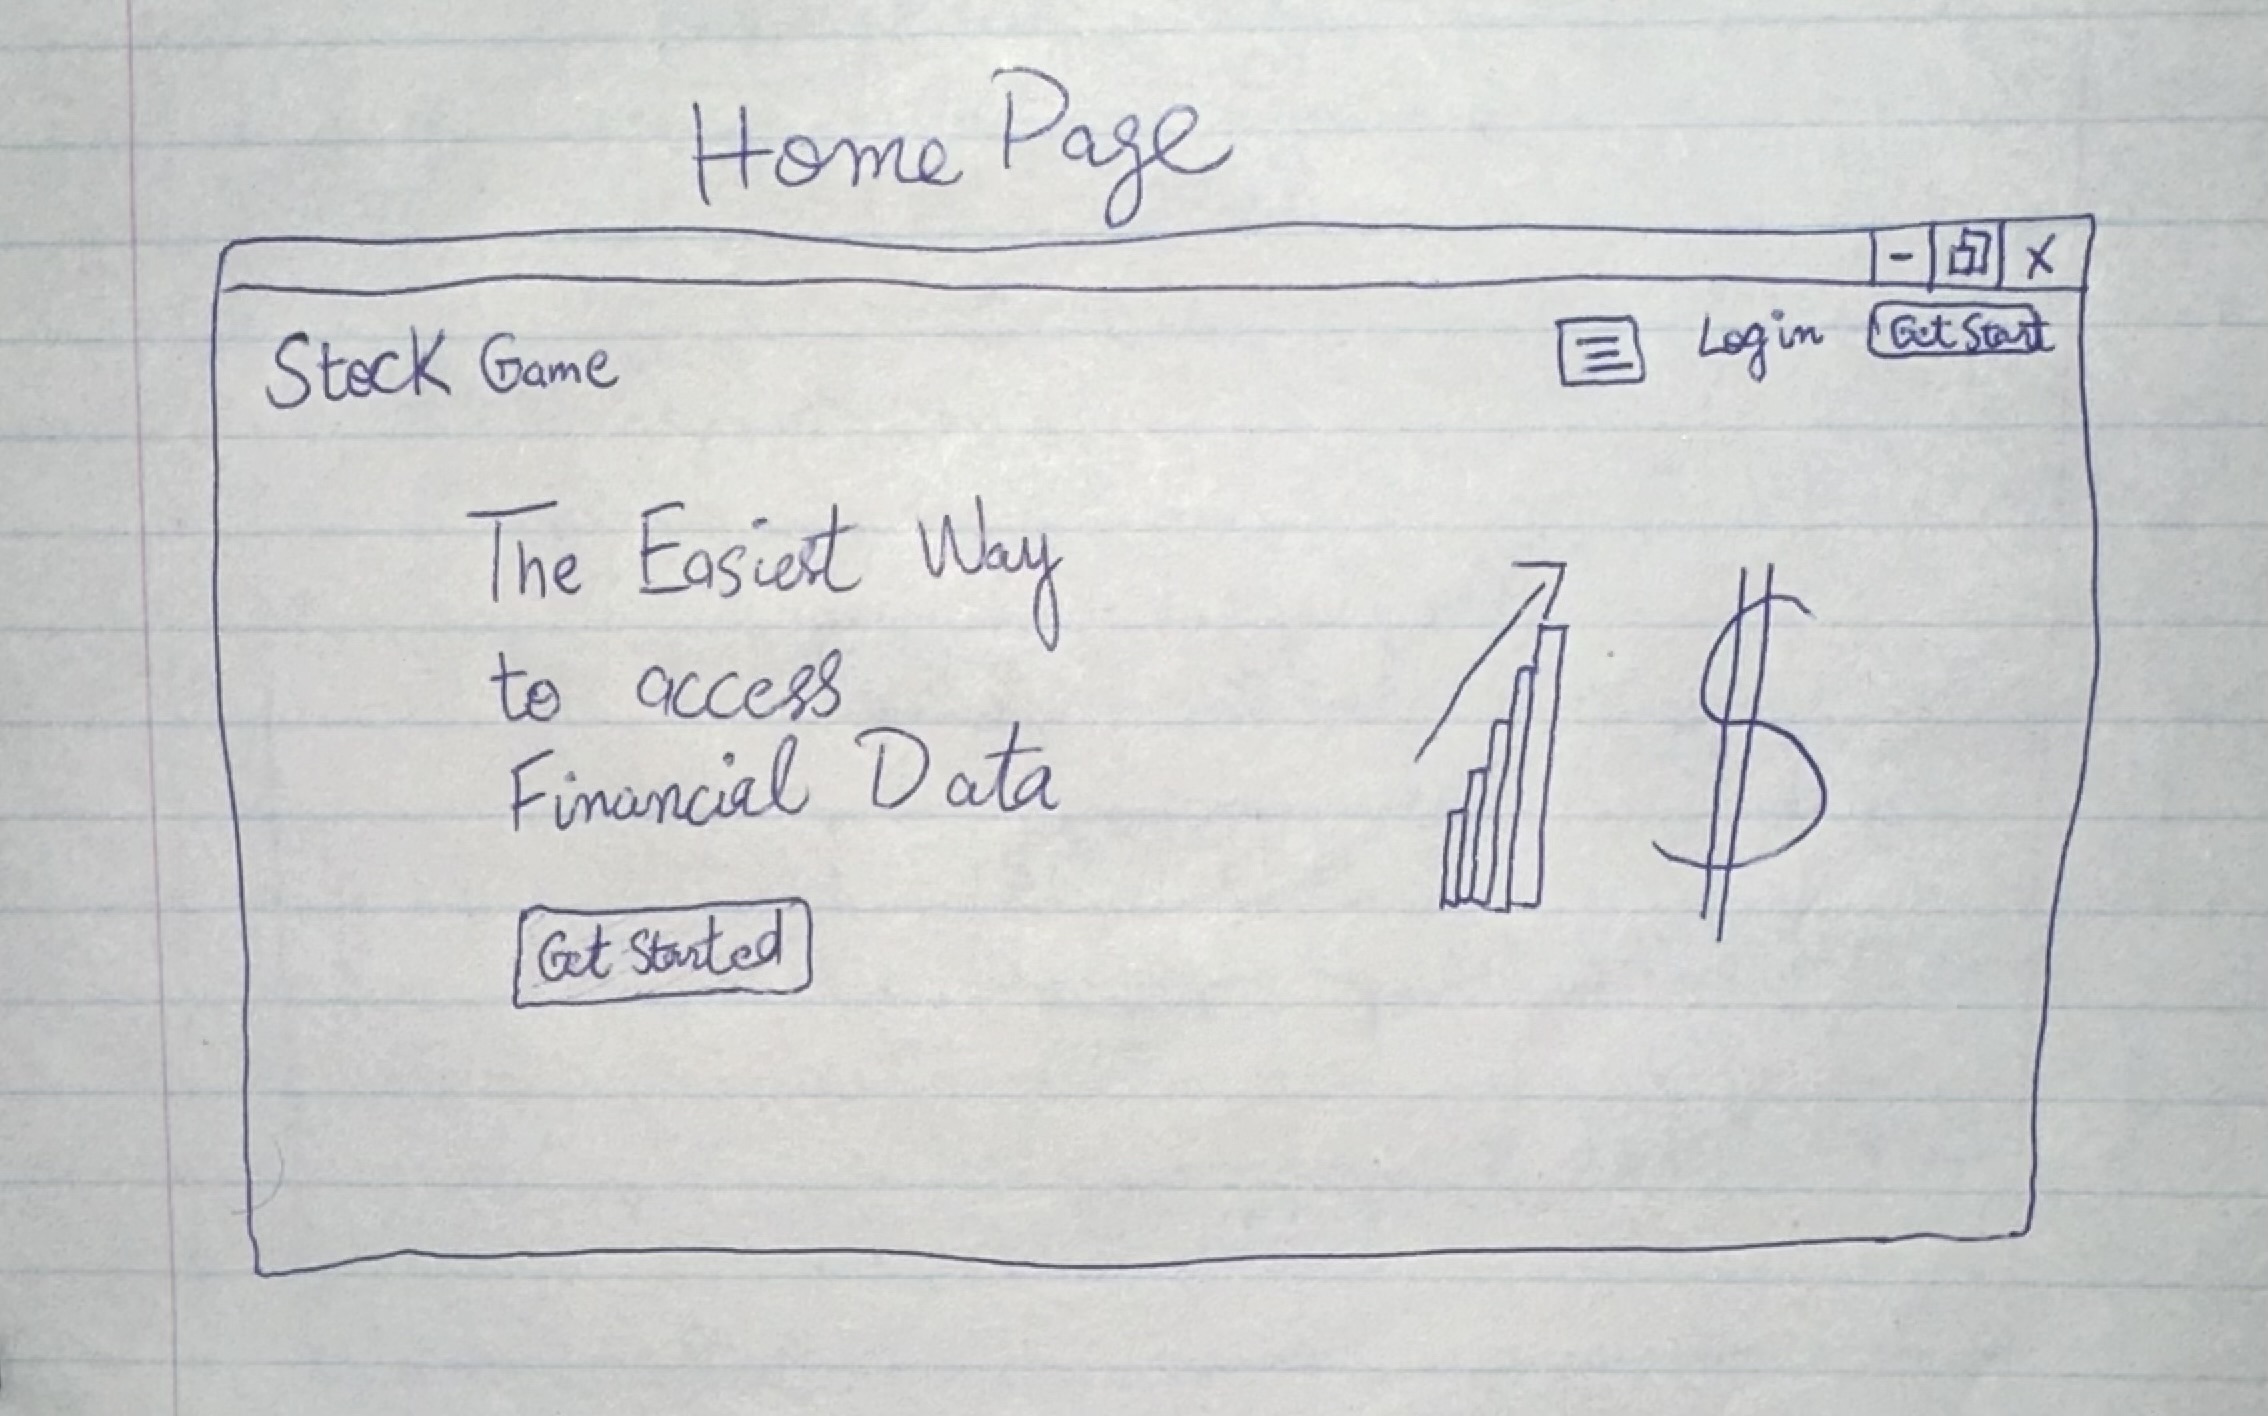 Home Page
- X
Stock Game
Login Get Start
The Easiest Way
to access
Financial Data
$
Get Started